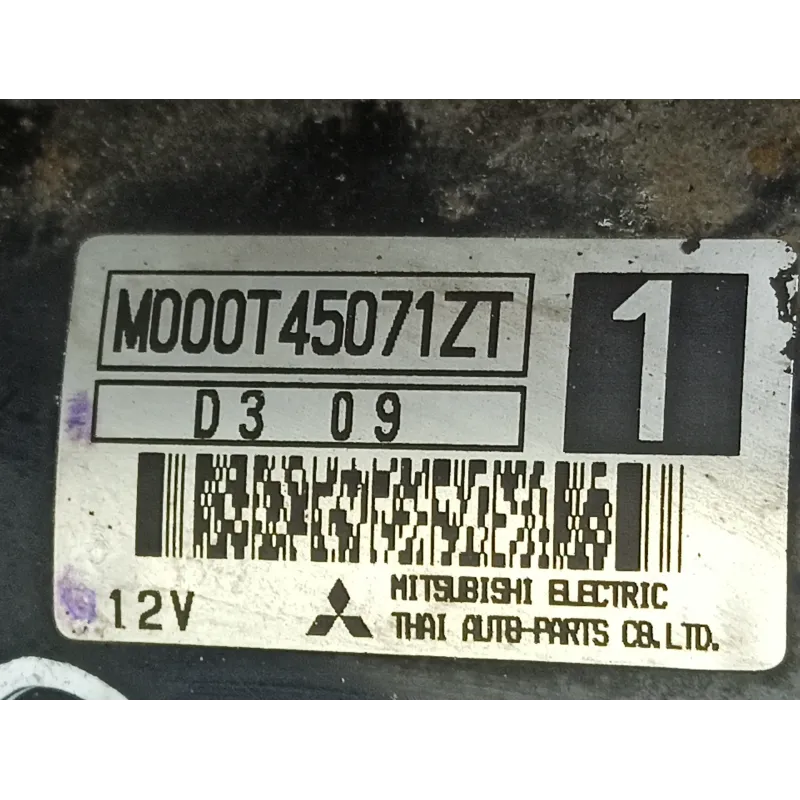 M000T45071ZT
1
D3 09
12V
MITSUBISHI ELECTRIC
THAI AUTO-PARTS CO.LTD.